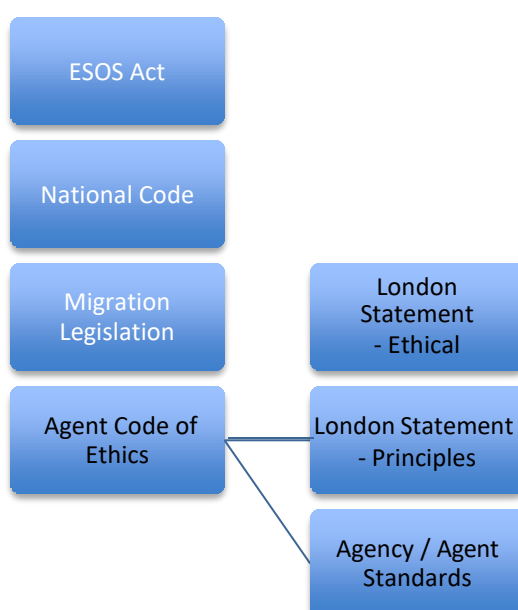 ESOS Act
National Code
Migration
Legislation
Agent Code of
Ethics
London
Statement
- Ethical
London Statement
- Principles
Agency / Agent
Standards